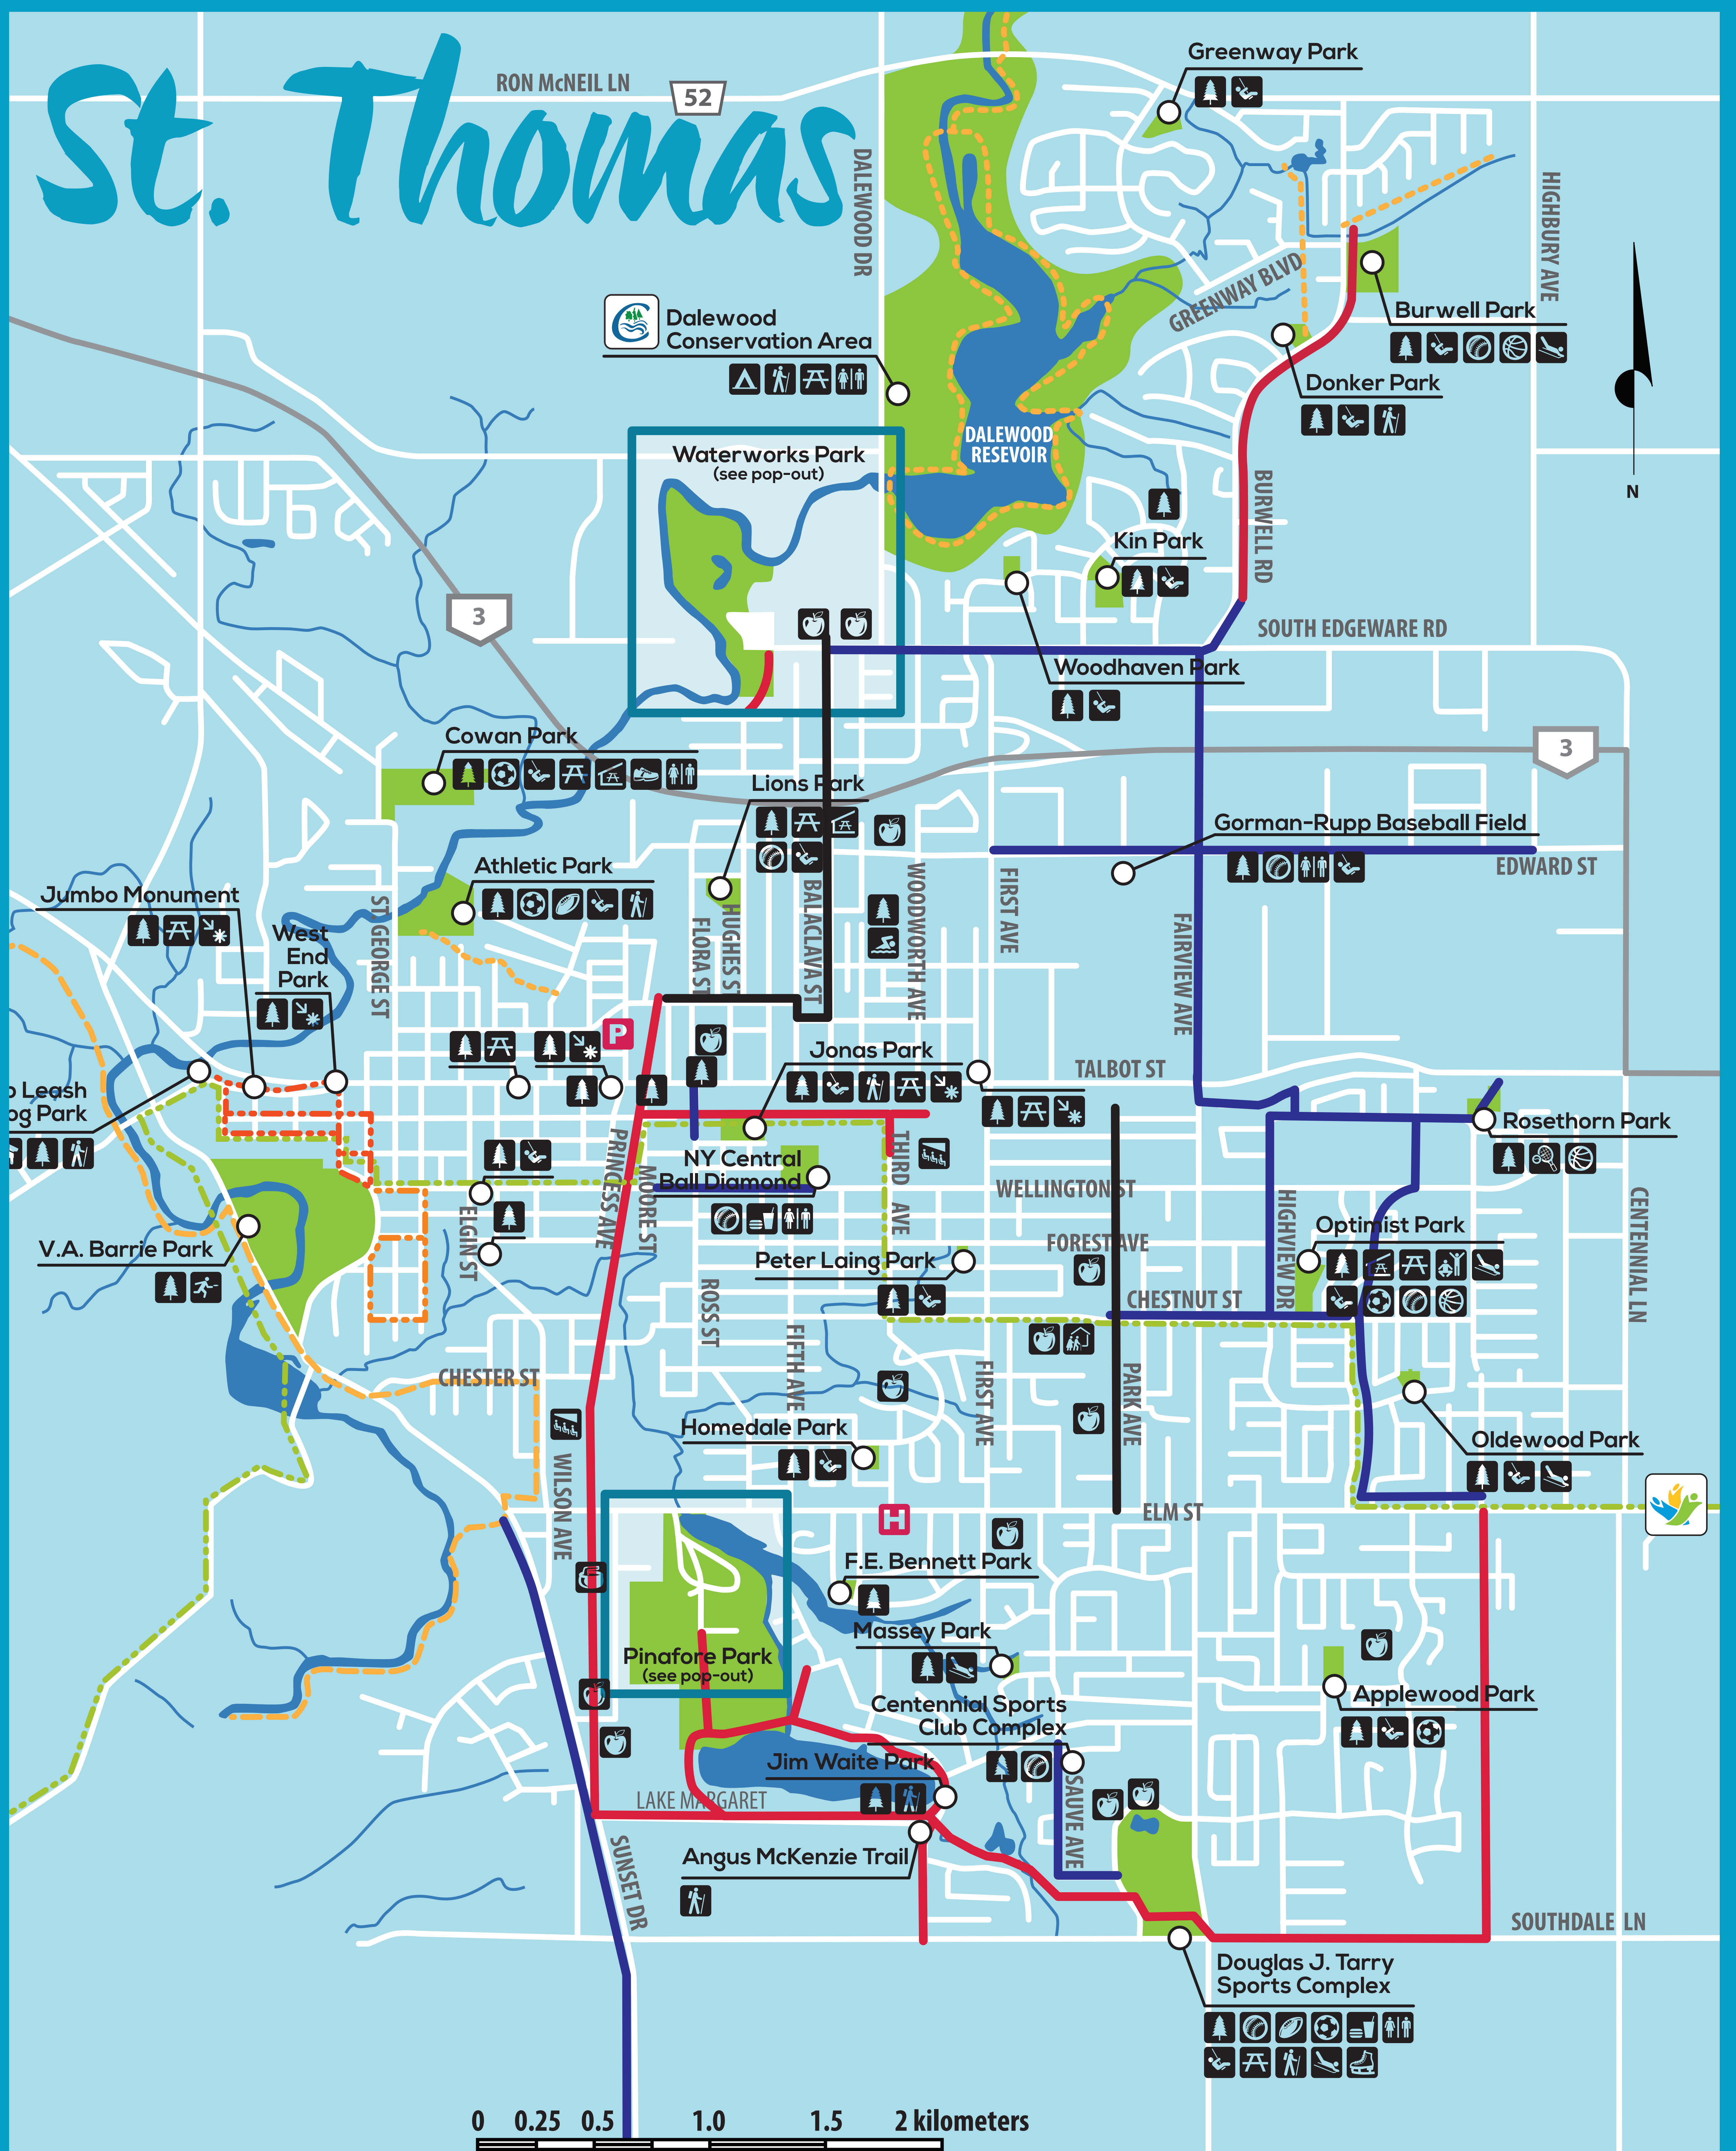 St. Thomas
RON McNEIL LN
52
Greenway Park
DALEWOOD DR
HIGHBURY AVE
GREENWAY BLVD
Burwell Park
Dalewood
Conservation Area
Donker Park
DALEWOOD
RESEVOIR
Waterworks Park
(see pop-out)
BURWELL RD
N
Kin Park
3
SOUTH EDGEWARE RD
Woodhaven Park
Cowan Park
3
Lions Park
Gorman-Rupp Baseball Field
EDWARD ST
Athletic Park
Jumbo Monument
West
End
Park
ST. GEORGE ST
FLORA ST
HUGHES ST
BALACLAVA ST
WOODWORTH AVE
FIRST AVE
FAIRVIEW AVE
P
Jonas Park
TALBOT ST
o Leash
og Park
Rosethorn Park
PRINCESS AVE
MOORE ST
NY Central
Ball Diamond
THIRD AVE
WELLINGTON ST
HIGHVIEW DR
CENTENNIAL LN
ELGIN ST
V.A. Barrie Park
Optimist Park
FOREST AVE
Peter Laing Park
ROSS ST
CHESTNUT ST
FIFTH AVE
FIRST AVE
PARK AVE
CHESTER ST
Homedale Park
Oldewood Park
WILSON AVE
H
ELM ST
F.E. Bennett Park
Massey Park
Pinafore Park
(see pop-out)
Applewood Park
Centennial Sports
Club Complex
Jim Waite Park
SAUVE AVE
LAKE MARGARET
Angus McKenzie Trail
SUNSET DR
SOUTHDALE LN
Douglas J. Tarry
Sports Complex
0 0.25 0.5 1.0 1.5 2 kilometers